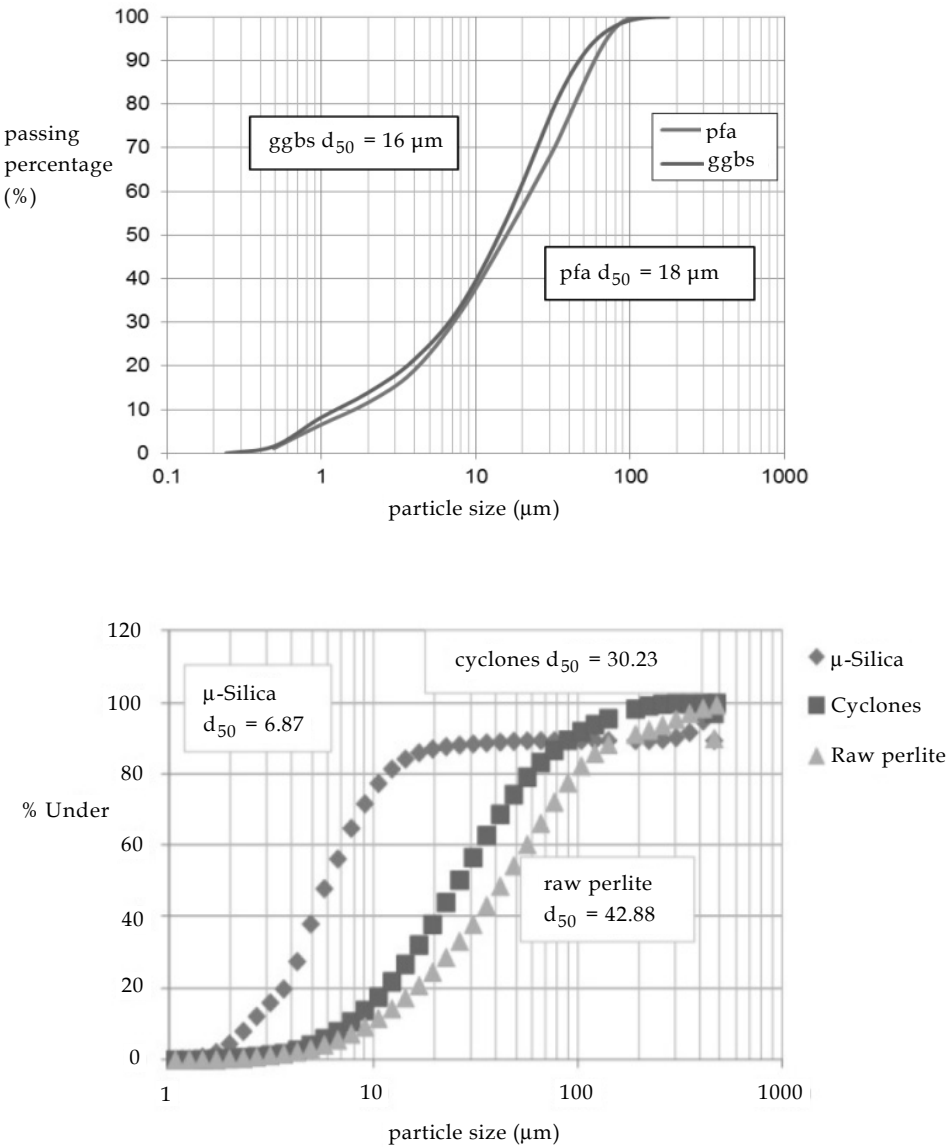 100
90
80
70
60
50
40
30
20
10
0
passing
percentage
(%)
ggbs d50 = 16 µm
pfa
ggbs
pfa d50 = 18 µm
0.1 1 10 100 1000
particle size (µm)
120
100
80
60
40
20
0
% Under
µ-Silica
d50 = 6.87
cyclones d50 = 30.23
raw perlite
d50 = 42.88
µ-Silica
Cyclones
Raw perlite
1 10 100 1000
particle size (µm)